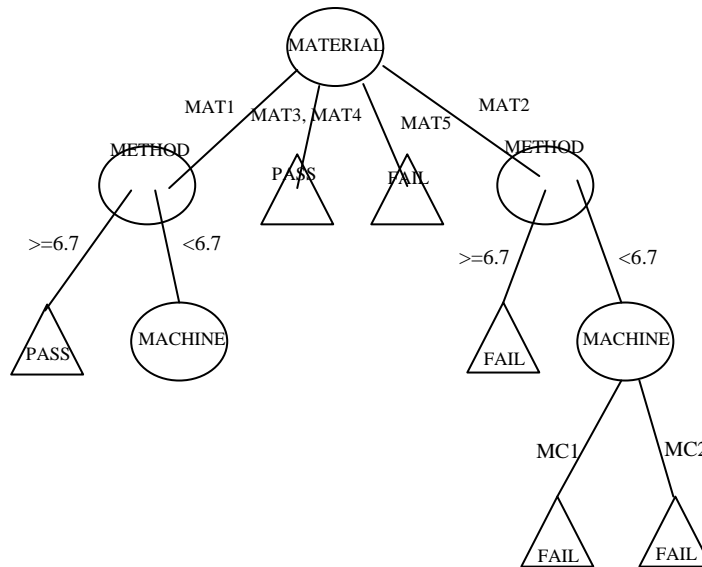 MATERIAL
MAT1
MAT3, MAT4
MAT5
MAT2
METHOD
PASS
FAIL
METHOD
>=6.7
<6.7
>=6.7
<6.7
PASS
MACHINE
FAIL
MACHINE
MC1
MC2
FAIL
FAIL